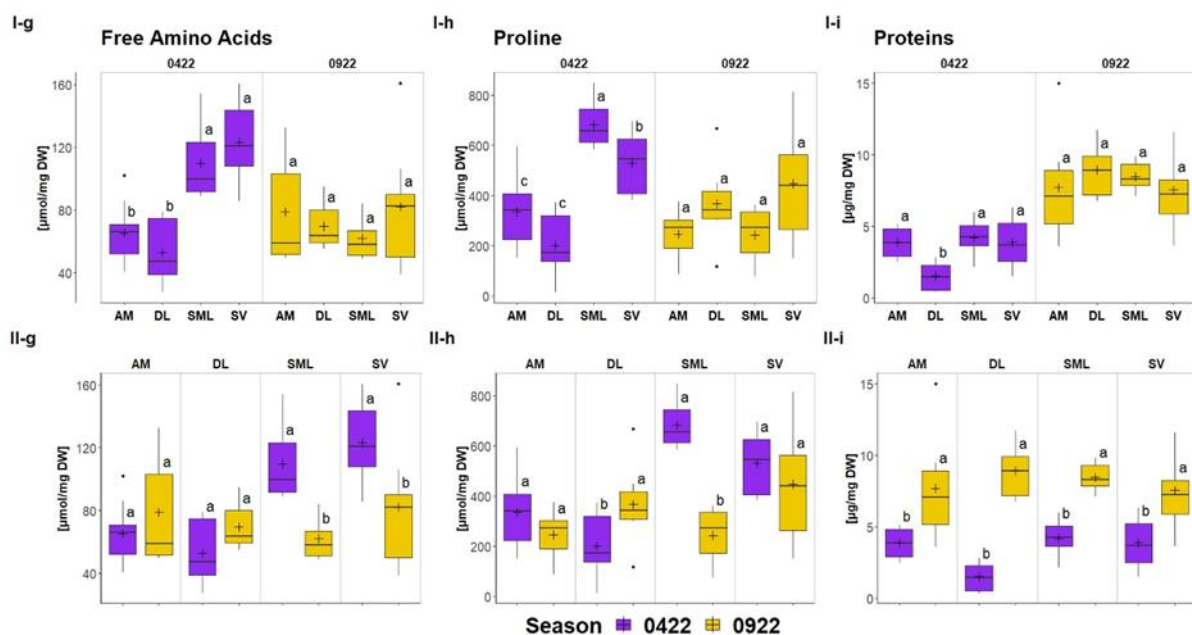 I-g
Free Amino Acids
0422 0922
[µmol/mg DW]
160
120
80
40
b b a a a a a a
AM DL SML SV AM DL SML SV
I-h
Proline
0422 0922
[µmol/mg DW]
800
600
400
200
0
c c a b a a a a
AM DL SML SV AM DL SML SV
I-i
Proteins
0422 0922
[µg/mg DW]
15
10
5
0
a b a a a a a a
AM DL SML SV AM DL SML SV
II-g
AM DL SML SV
[µmol/mg DW]
160
120
80
40
a a a a a b a b
II-h
AM DL SML SV
[µmol/mg DW]
800
600
400
200
0
a a b a a b a a
II-i
AM DL SML SV
[µg/mg DW]
15
10
5
0
b a b a b a b a
Season 0422 0922